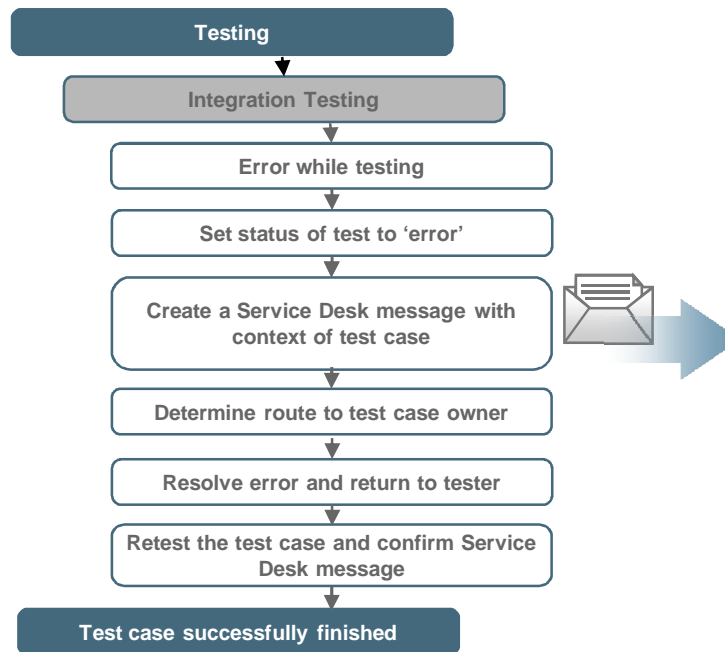 Testing
Integration Testing
Error while testing
Set status of test to ‘error’
Create a Service Desk message with
context of test case
Determine route to test case owner
Resolve error and return to tester
Retest the test case and confirm Service
Desk message
Test case successfully finished